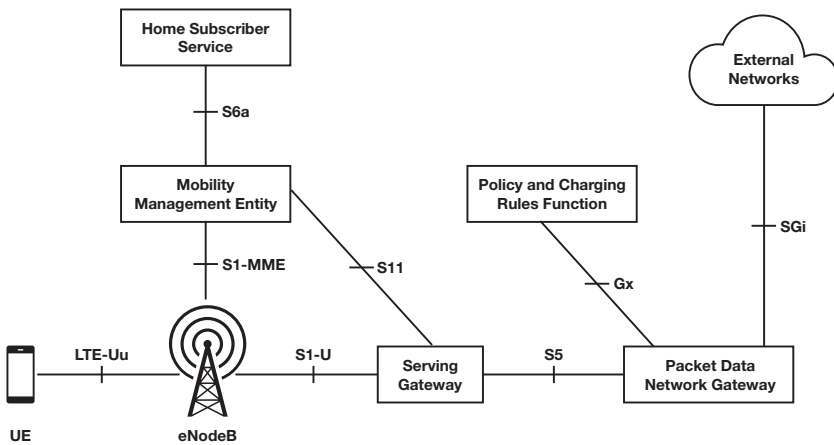 Home Subscriber
Service
External
Networks
S6a
Mobility
Management Entity
Policy and Charging
Rules Function
SGi
S1-MME
S11
Gx
LTE-Uu
S1-U
Serving
Gateway
S5
Packet Data
Network Gateway
UE
eNodeB